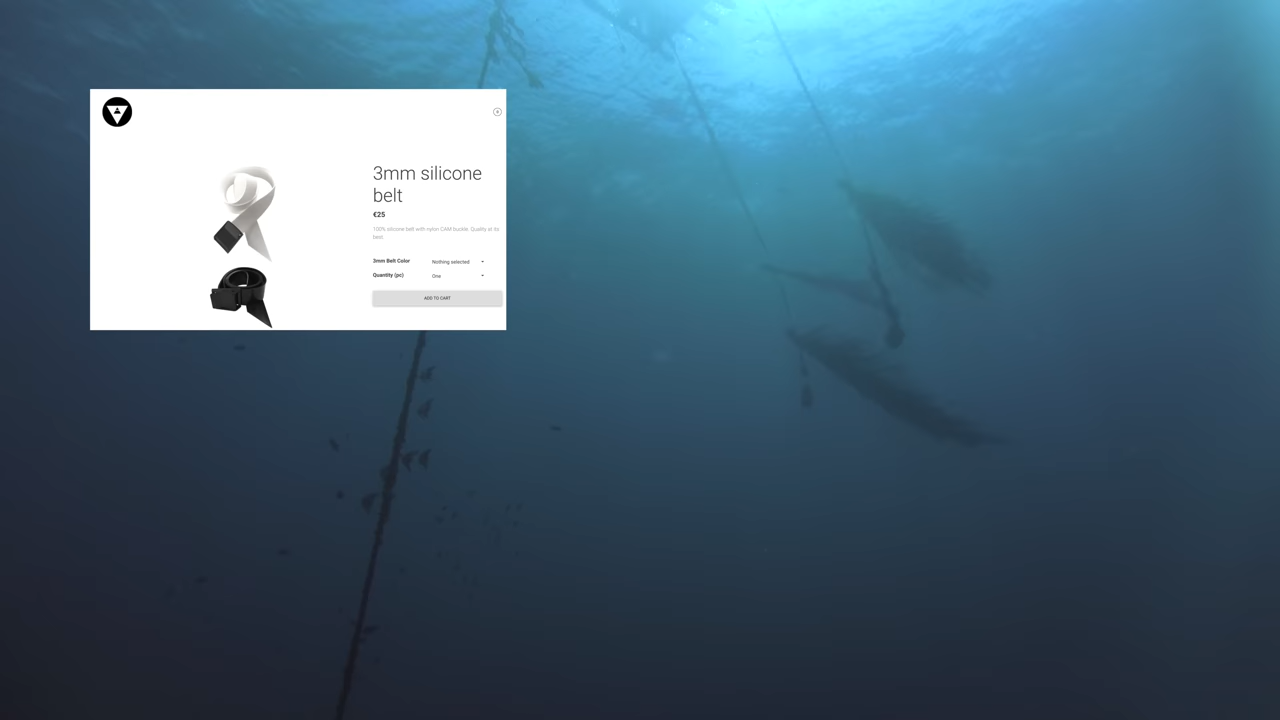 3mm silicone
belt
€25
100% silicone belt with nylon CAM buckle. Quality at its
best.
3mm Belt Color Nothing selected
Quantity (pc) One
ADD TO CART